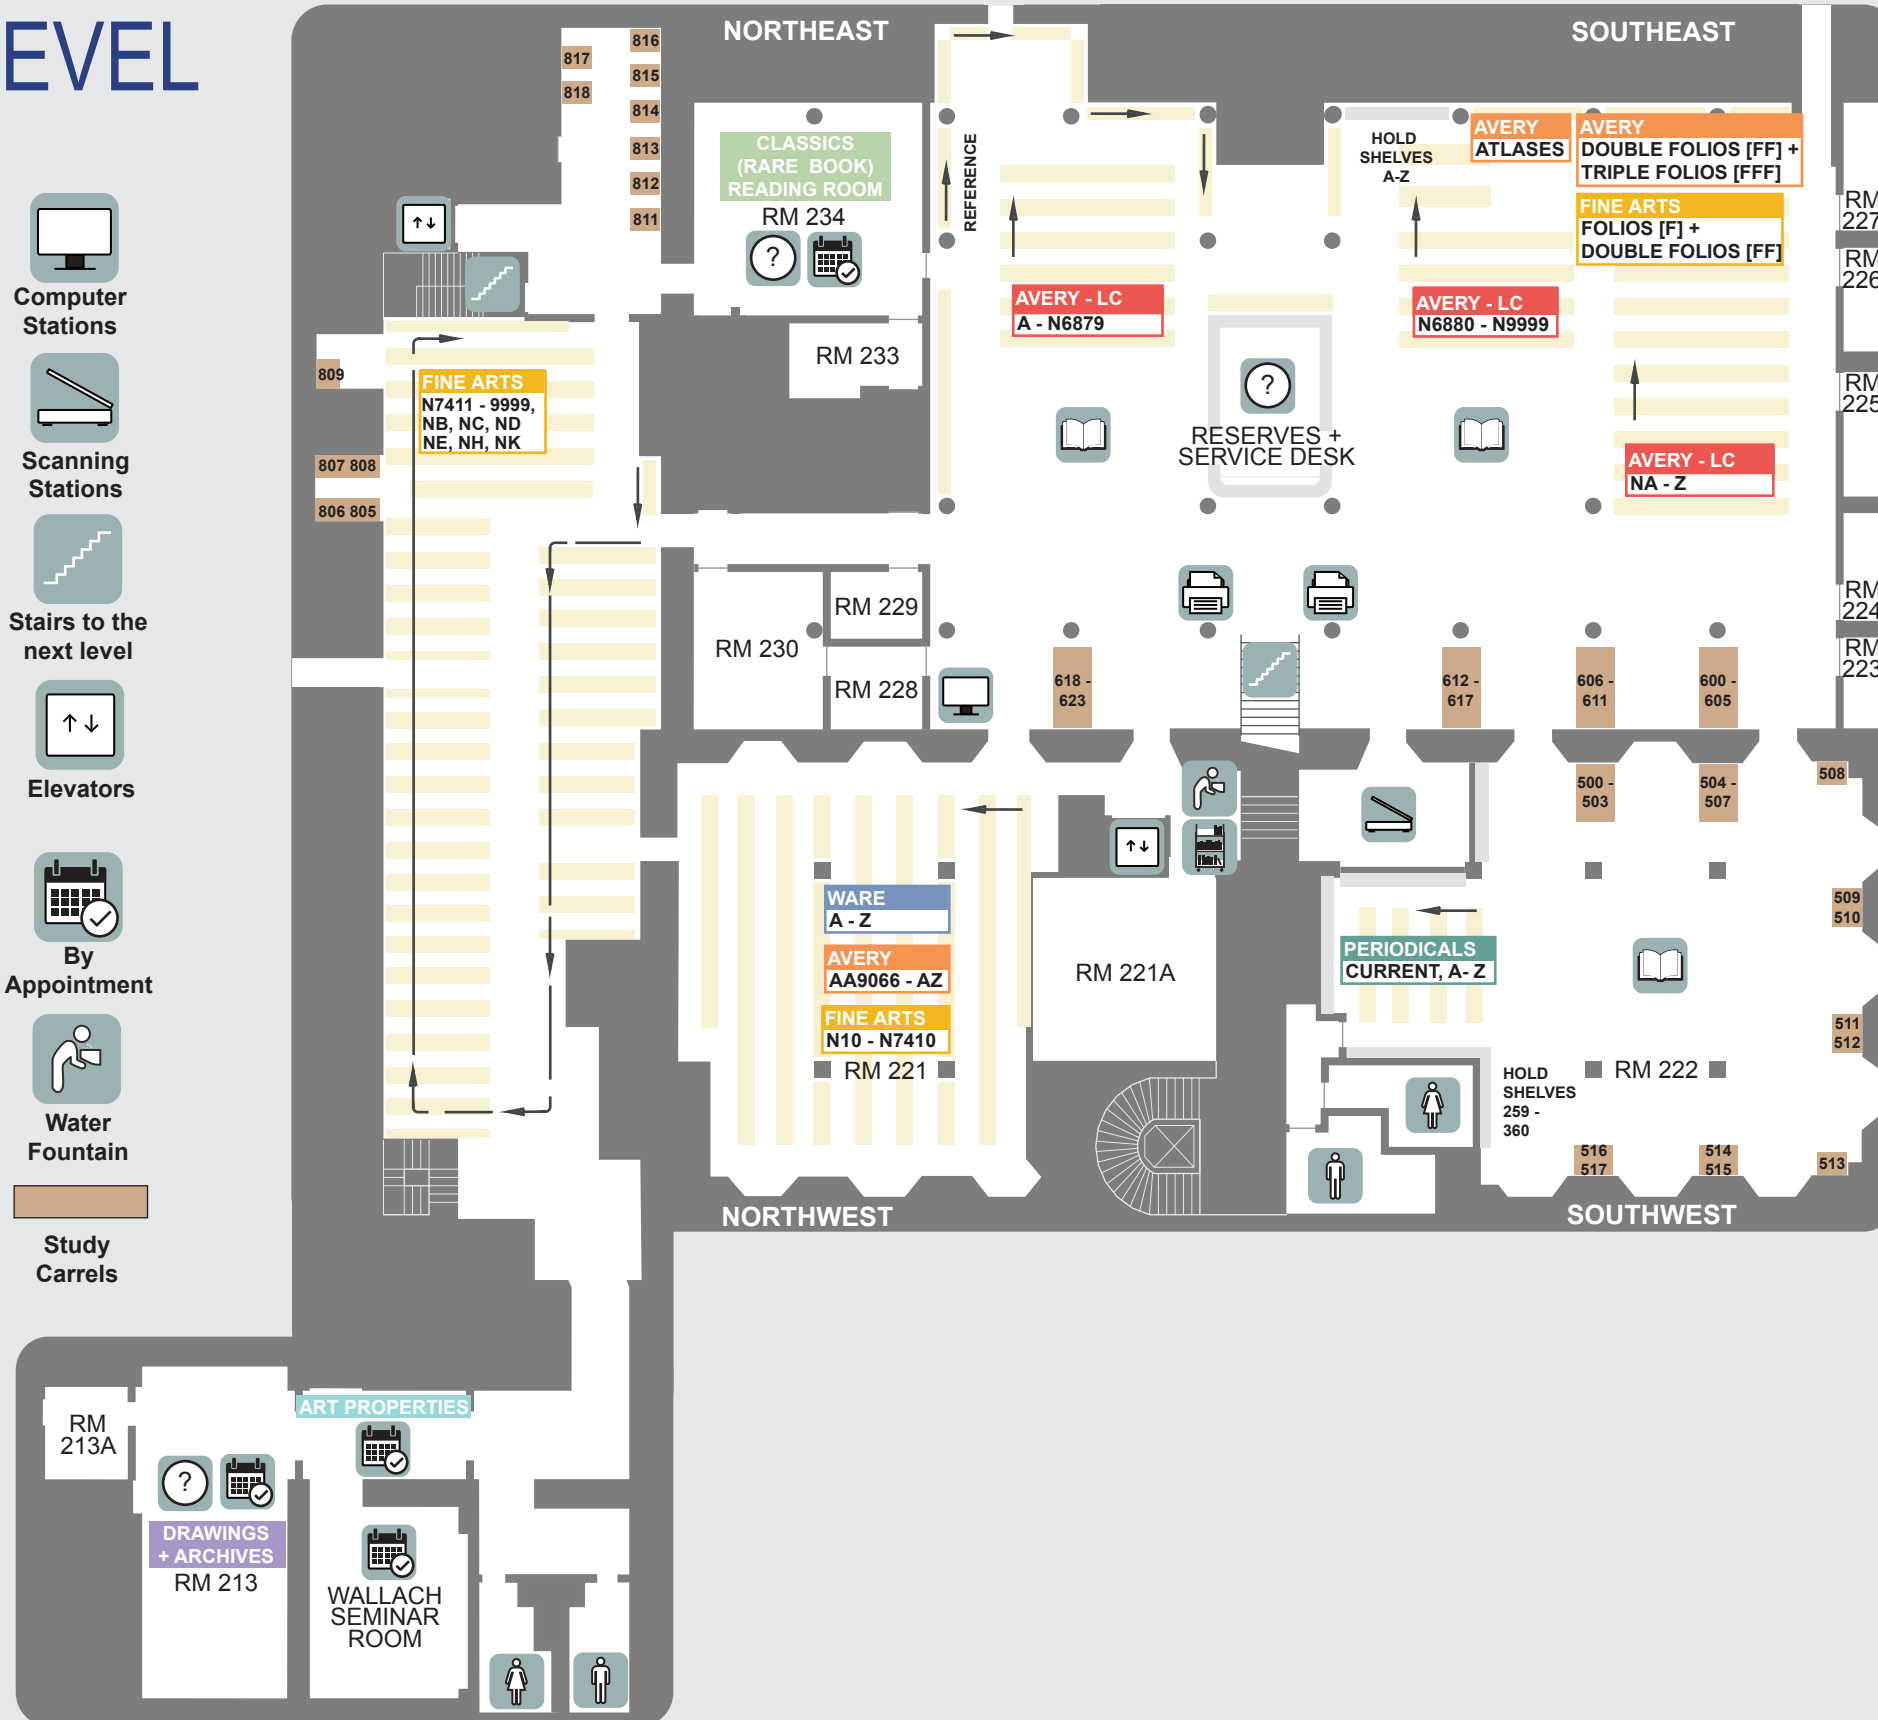 EVEL
Computer
Stations
Scanning
Stations
Stairs to the
next level
Elevators
By
Appointment
Water
Fountain
Study
Carrels
NORTHEAST
SOUTHEAST
817
818
816
815
814
813
812
811
CLASSICS
(RARE BOOK)
READING ROOM
RM 234
?
REFERENCE
HOLD
SHELVES
A-Z
AVERY
ATLASES
AVERY
DOUBLE FOLIOS [FF] +
TRIPLE FOLIOS [FFF]
FINE ARTS
FOLIOS [F] +
DOUBLE FOLIOS [FF]
RM
227
RM
226
RM
225
RM
224
RM
223
AVERY - LC
A - N6879
AVERY - LC
N6880 - N9999
AVERY - LC
NA - Z
RM 233
809
FINE ARTS
N7411 - 9999,
NB, NC, ND
NE, NH, NK
807 808
806 805
?
RESERVES +
SERVICE DESK
RM 229
RM 230
RM 228
618 -
623
612 -
617
606 -
611
600 -
605
500 -
503
504 -
507
508
509
510
511
512
513
514
515
516
517
WARE
A - Z
AVERY
AA9066 - AZ
FINE ARTS
N10 - N7410
RM 221
RM 221A
PERIODICALS
CURRENT, A- Z
HOLD
SHELVES
259 -
360
RM 222
NORTHWEST
SOUTHWEST
RM
213A
ART PROPERTIES
?
DRAWINGS
+ ARCHIVES
RM 213
WALLACH
SEMINAR
ROOM